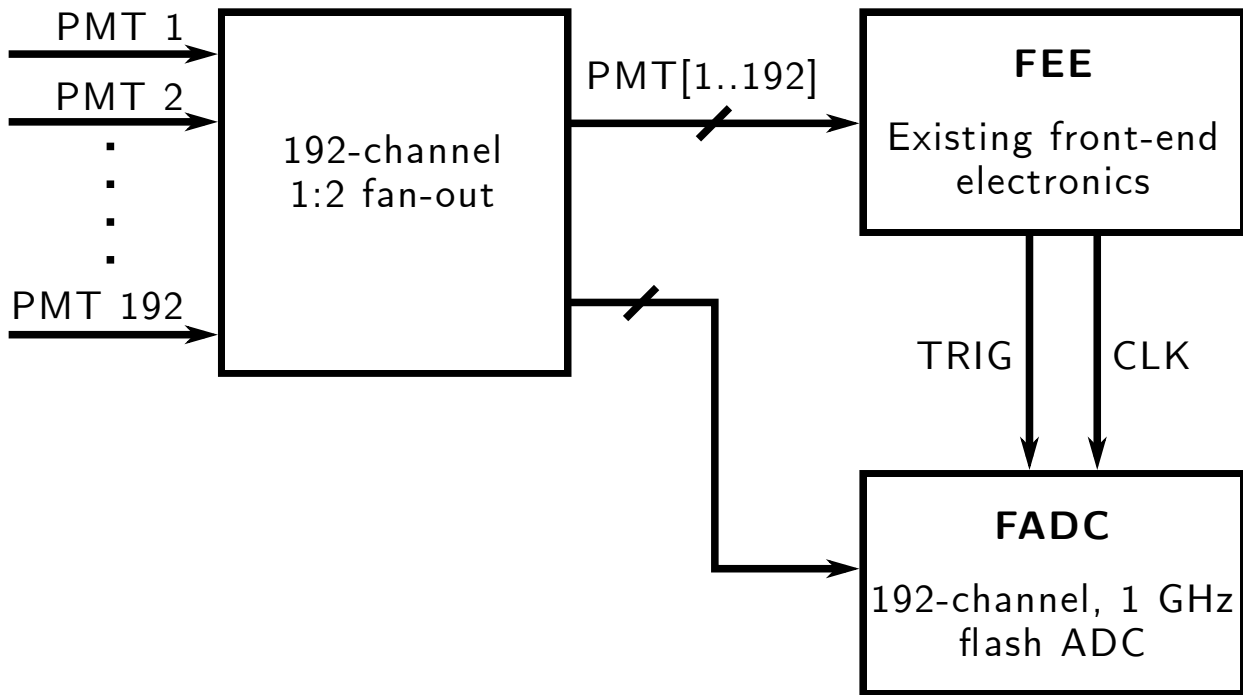 PMT 1
PMT 2
PMT 192
192-channel
1:2 fan-out
PMT[1..192]
FEE
Existing front-end
electronics
TRIG
CLK
FADC
192-channel, 1 GHz
flash ADC